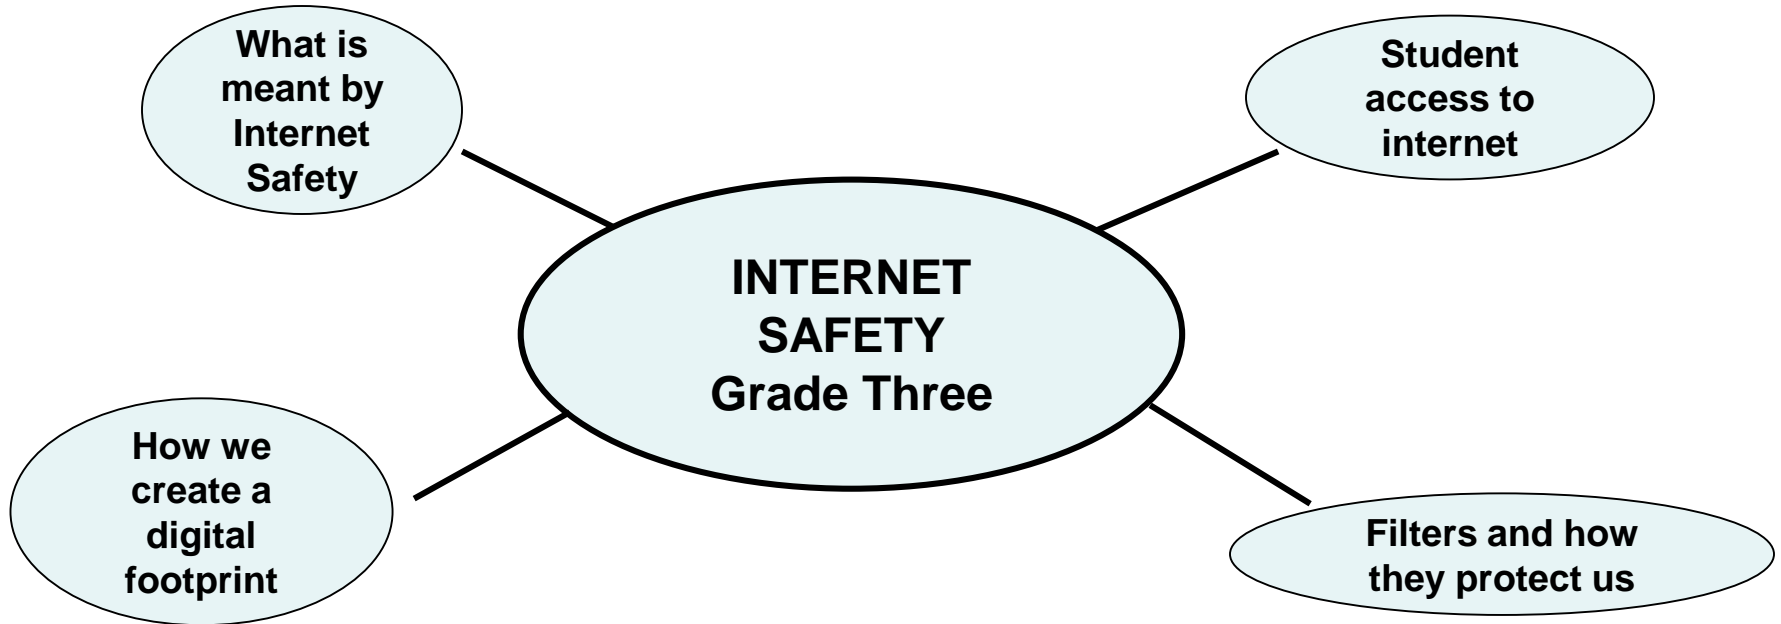 What is
meant by
Internet
Safety
Student
access to
internet
INTERNET
SAFETY
Grade Three
How we
create a
digital
footprint
Filters and how
they protect us